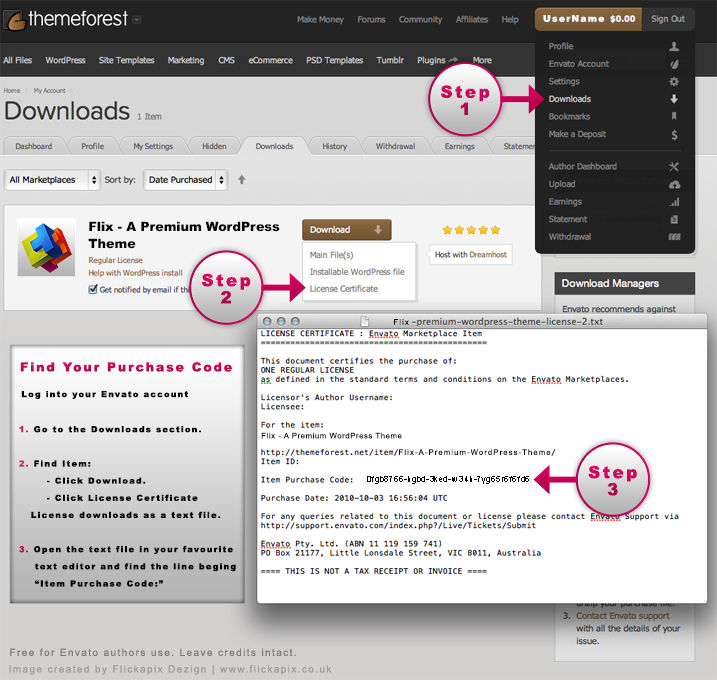 themeforest
Make Money Forums Community Affiliates Help
UserName $0.00 Sign Out
All Files WordPress Site Templates Marketing CMS eCommerce PSD Templates Tumblr Plugins More
Profile
Envato Account
Settings
Downloads
Bookmarks
Make a Deposit
$
Author Dashboard
Upload
Earnings
Statement
Withdrawal
Step
1
Home My Account
Downloads 1 Item
Dashboard Profile My Settings Hidden Downloads History Withdrawal Earnings Statemen
All Marketplaces Sort by: Date Purchased
Flix - A Premium WordPress
Theme
Regular License
Help with WordPress install
Get notified by email if thi
Download
Main File(s)
Installable WordPress file
License Certificate
Host with Dreamhost
Step
2
Download Managers
Envato recommends against
Flix-premium-wordpress-theme-license-2.txt
LICENSE CERTIFICATE : Envato Marketplace Item
==============================================
This document certifies the purchase of:
ONE REGULAR LICENSE
as defined in the standard terms and conditions on the Envato Marketplaces.
Licensor's Author Username:
Licensee:
For the item:
Flix - A Premium WordPress Theme
http://themeforest.net/item/Flix-A-Premium-WordPress-Theme/
Item ID:
Item Purchase Code:
Purchase Date: 2010-10-03 16:56:04 UTC
For any queries related to this document or license please contact Envato Support via
http://support.envato.com/index.php?/Live/Tickets/Submit
Envato Pty. Ltd. (ABN 11 119 159 741)
PO Box 21177, Little Lonsdale Street, VIC 8011, Australia
==== THIS IS NOT A TAX RECEIPT OR INVOICE ====
Step
3
Find Your Purchase Code
Log into your Envato account
1. Go to the Downloads section.
2. Find Item:
- Click Download.
- Click License Certificate
License downloads as a text file.
3. Open the text file in your favourite
text editor and find the line beging
“Item Purchase Code:”
unzip your purchase file.
3. Contact Envato support
with all the details of your
issue.
Free for Envato authors use. Leave credits intact.
Image created by Flickapix Dezign | www.flickapix.co.uk